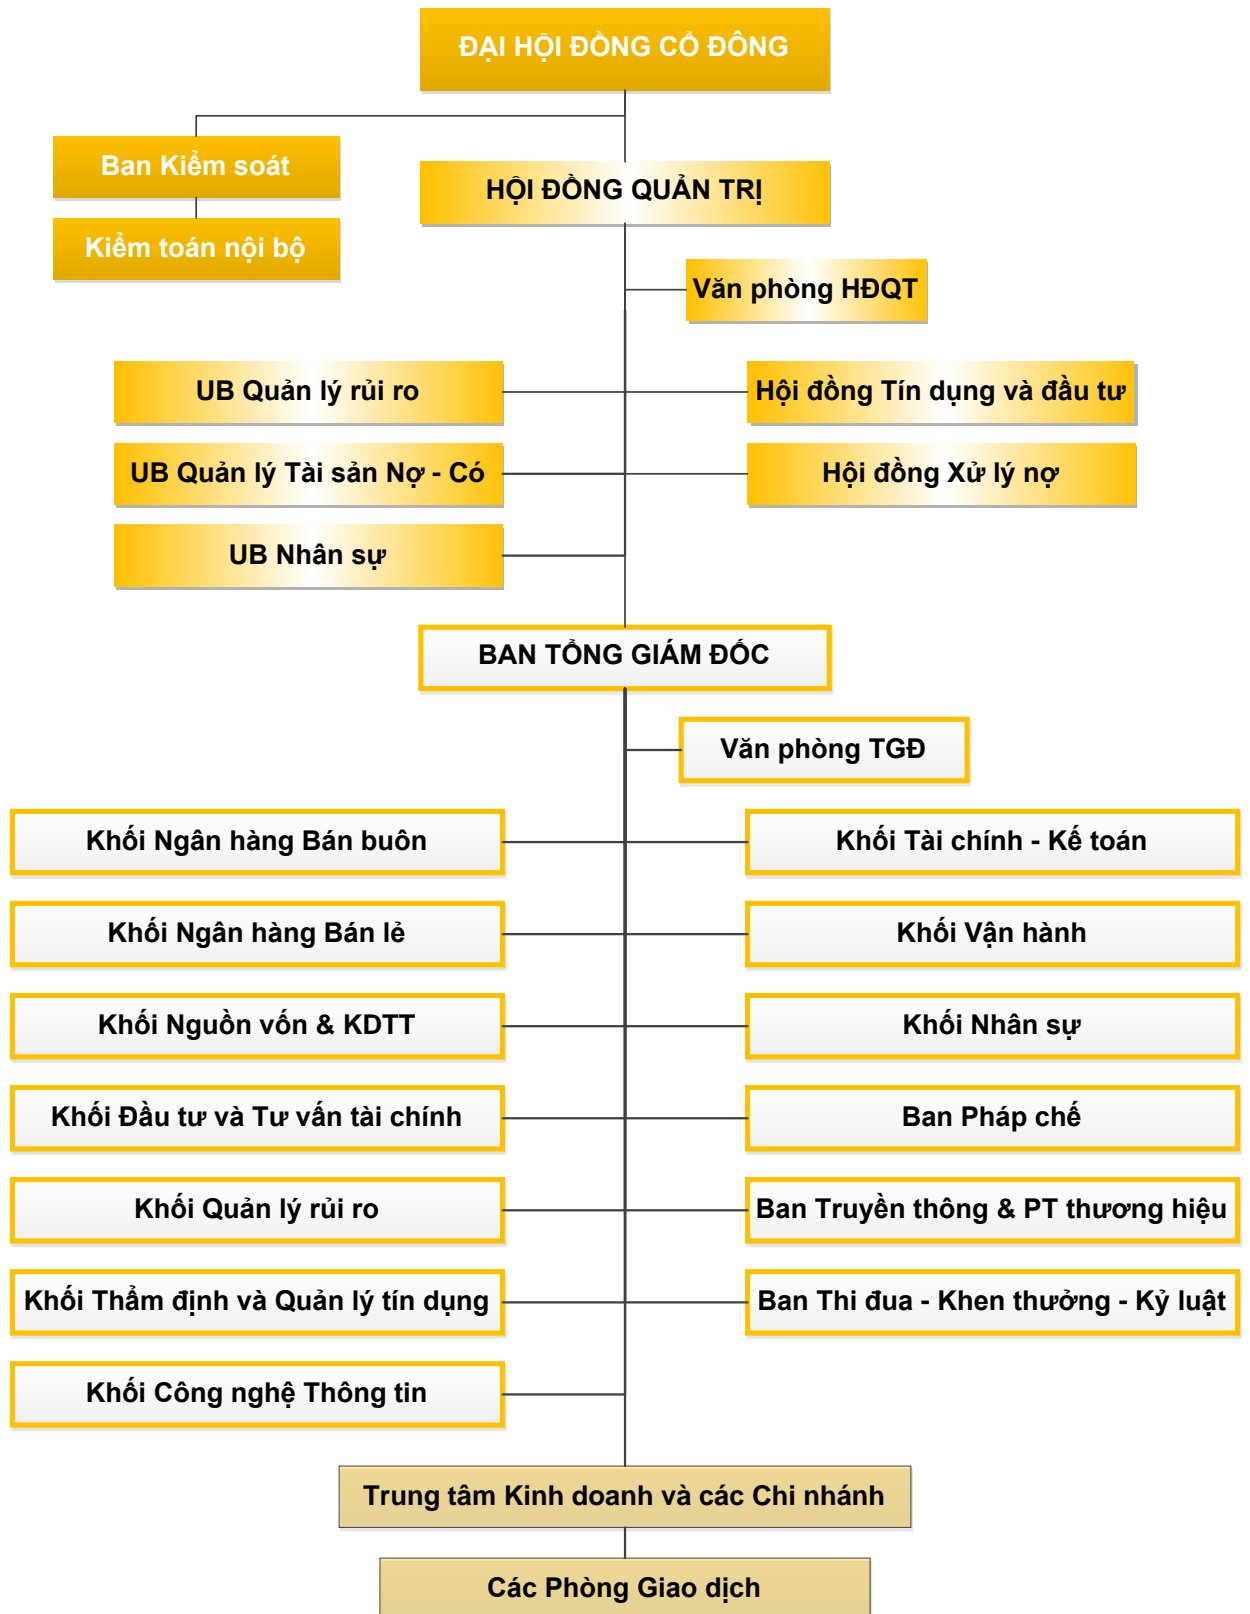 ĐẠI HỘI ĐỒNG CỔ ĐÔNG
Ban Kiểm soát
HỘI ĐỒNG QUẢN TRỊ
Kiểm toán nội bộ
Văn phòng HĐQT
UB Quản lý rủi ro
Hội đồng Tín dụng và đầu tư
UB Quản lý Tài sản Nợ - Có
Hội đồng Xử lý nợ
UB Nhân sự
BAN TỔNG GIÁM ĐỐC
Văn phòng TGĐ
Khối Ngân hàng Bán buôn
Khối Tài chính - Kế toán
Khối Ngân hàng Bán lẻ
Khối Vận hành
Khối Nguồn vốn & KDTT
Khối Nhân sự
Khối Đầu tư và Tư vấn tài chính
Ban Pháp chế
Khối Quản lý rủi ro
Ban Truyền thông & PT thương hiệu
Khối Thẩm định và Quản lý tín dụng
Ban Thi đua - Khen thưởng - Kỷ luật
Khối Công nghệ Thông tin
Trung tâm Kinh doanh và các Chi nhánh
Các Phòng Giao dịch